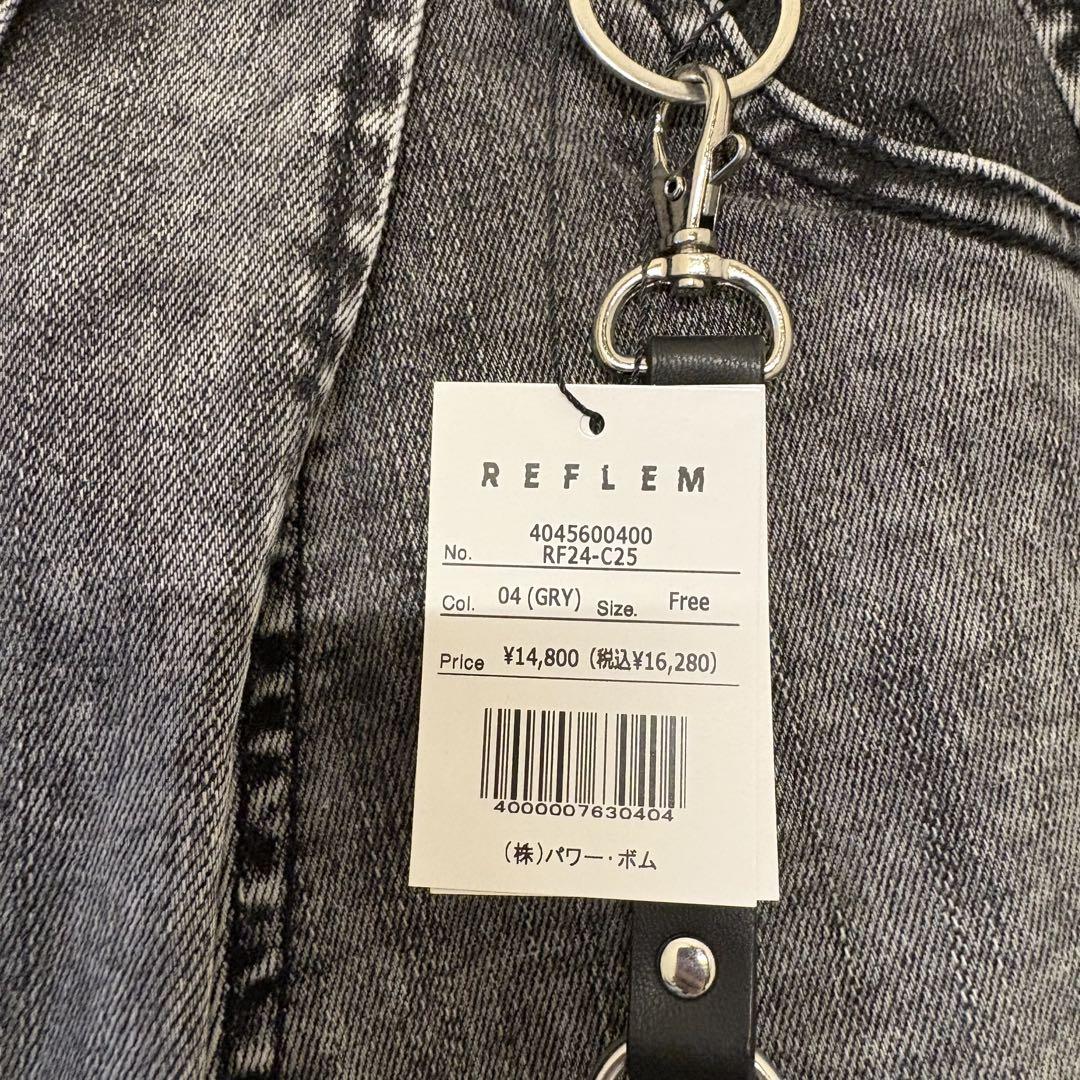 REFLEM
4045600400
No. RF24-C25
Col. 04 (GRY) Size. Free
Price ¥14,800 (税込¥16,280)
4000007630404
(株)パワー・ボム